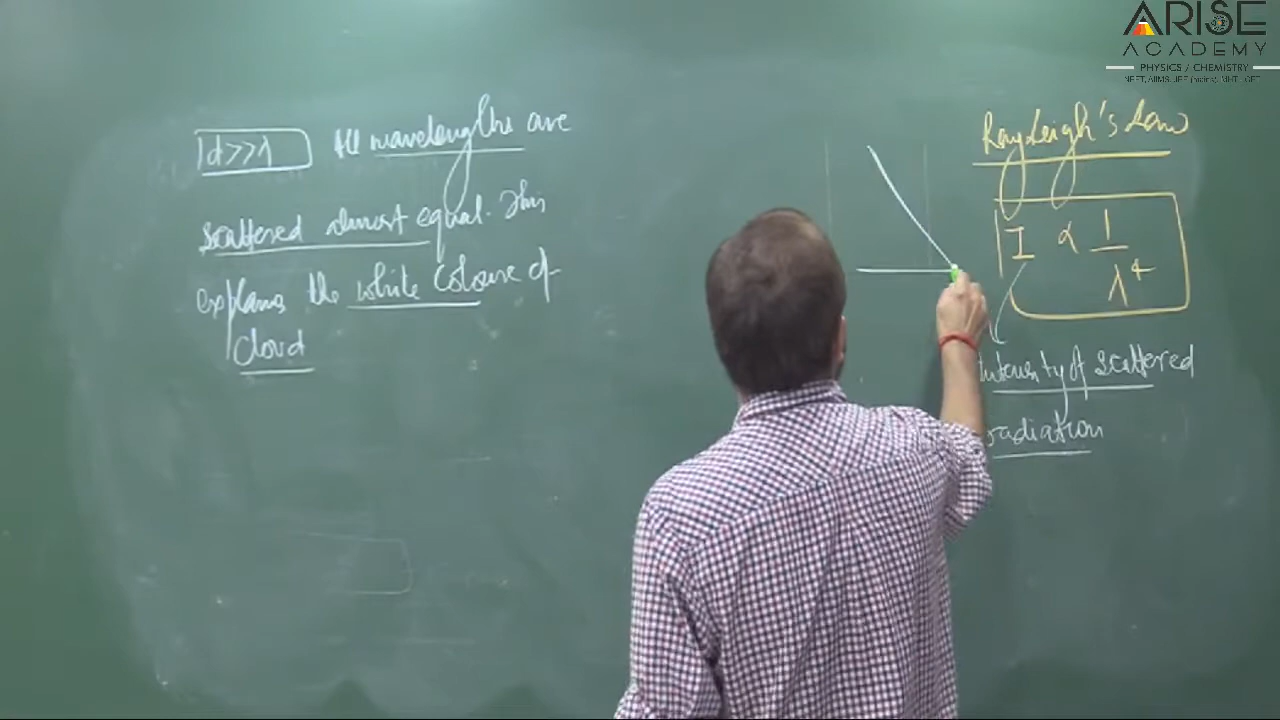 d>>λ All wavelengths are
scattered almost equal. This
explains the white colour of
cloud
Rayleigh's Law
I ∝ 1/λ⁴
Intensity of scattered
radiation
ARISE
ACADEMY
PHYSICS / CHEMISTRY